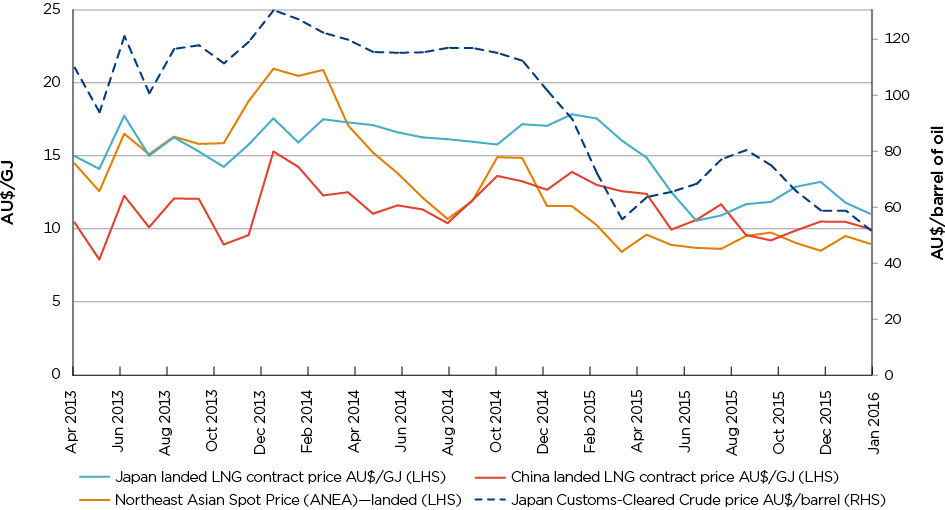 25
20
15
10
5
0
AU$/GJ
120
100
80
60
40
20
0
AU$/barrel of oil
Apr 2013
Jun 2013
Aug 2013
Oct 2013
Dec 2013
Feb 2014
Apr 2014
Jun 2014
Aug 2014
Oct 2014
Dec 2014
Feb 2015
Apr 2015
Jun 2015
Aug 2015
Oct 2015
Dec 2015
Jan 2016
Japan landed LNG contract price AU$/GJ (LHS)
China landed LNG contract price AU$/GJ (LHS)
Northeast Asian Spot Price (ANEA)—landed (LHS)
Japan Customs-Cleared Crude price AU$/barrel (RHS)